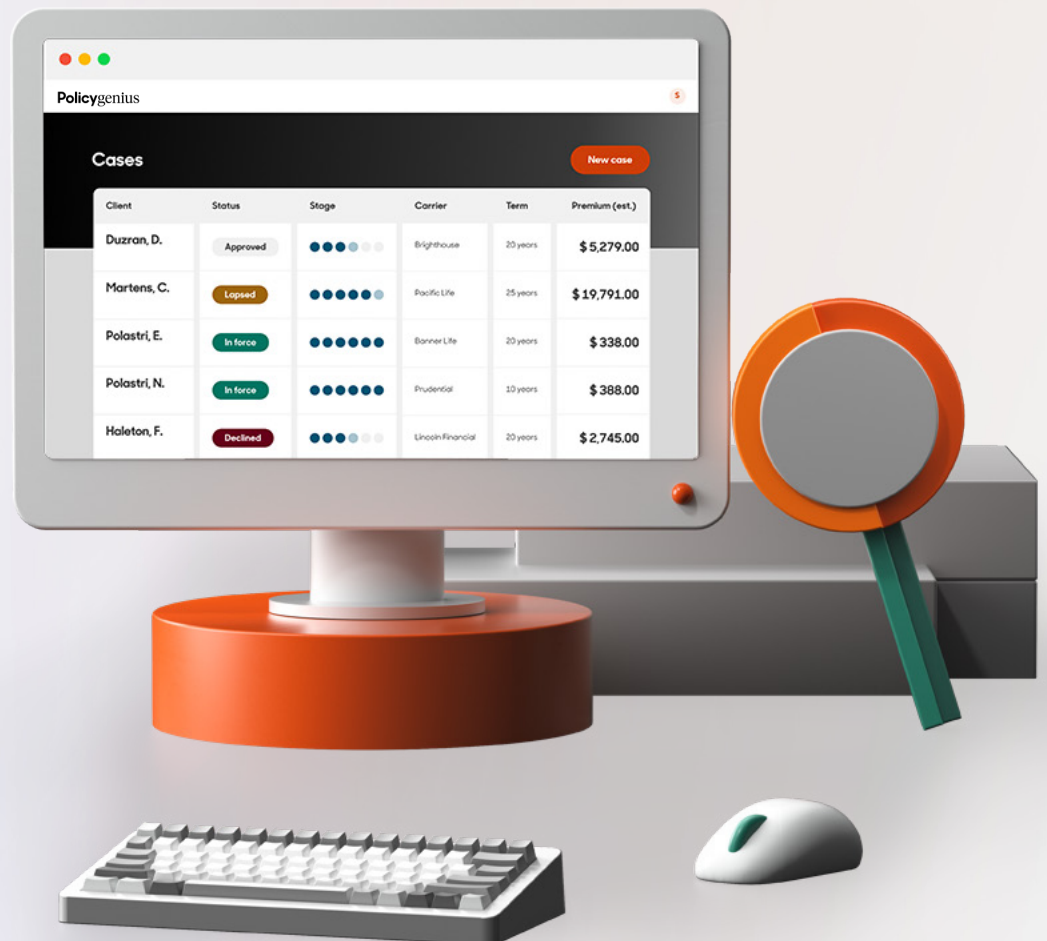 Policygenius
S
Cases
New case
Client Status Stage Carrier Term Premium (est.)
Duzran, D. Approved Brighthouse 20 years $5,279.00
Martens, C. Lapsed Pacific Life 25 years $19,791.00
Polastri, E. In force Banner Life 20 years $338.00
Polastri, N. In force Prudential 10 years $388.00
Haleton, F. Declined Lincoln Financial 20 years $2,745.00